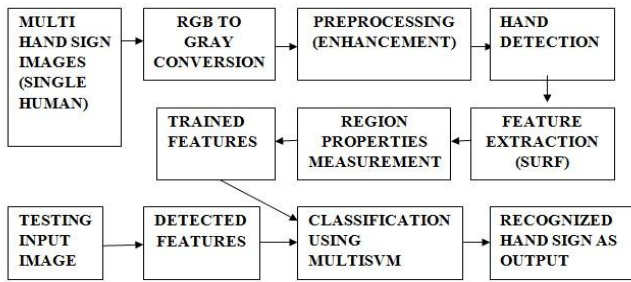 MULTI
HAND SIGN
IMAGES
(SINGLE
HUMAN)
RGB TO
GRAY
CONVERSION
PREPROCESSING
(ENHANCEMENT)
HAND
DETECTION
FEATURE
EXTRACTION
(SURF)
REGION
PROPERTIES
MEASUREMENT
TRAINED
FEATURES
TESTING
INPUT
IMAGE
DETECTED
FEATURES
CLASSIFICATION
USING
MULTISVM
RECOGNIZED
HAND SIGN AS
OUTPUT